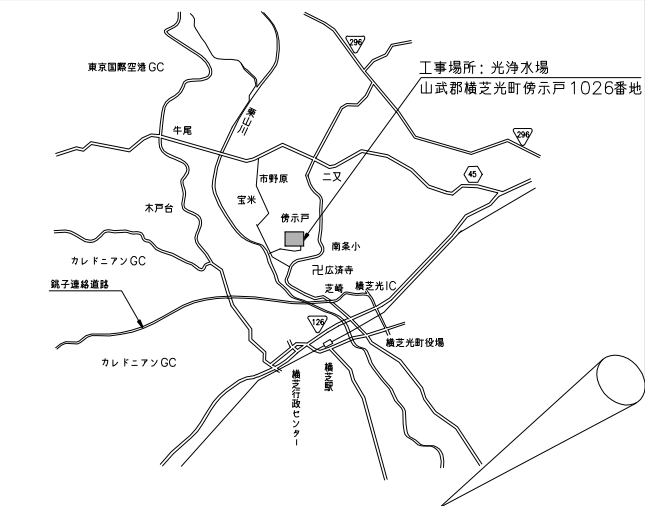 296
東京国際空港GC
工事場所：光浄水場
山武郡横芝光町傍示戸1026番地
栗山川
牛尾
296
市野原
二又
45
宝米
木戸台
傍示戸
南条小
カレドニアンGC
卍広済寺
銚子連絡道路
芝崎
横芝光IC
126
横芝光町役場
カレドニアンGC
横芝駅
横芝行政センター